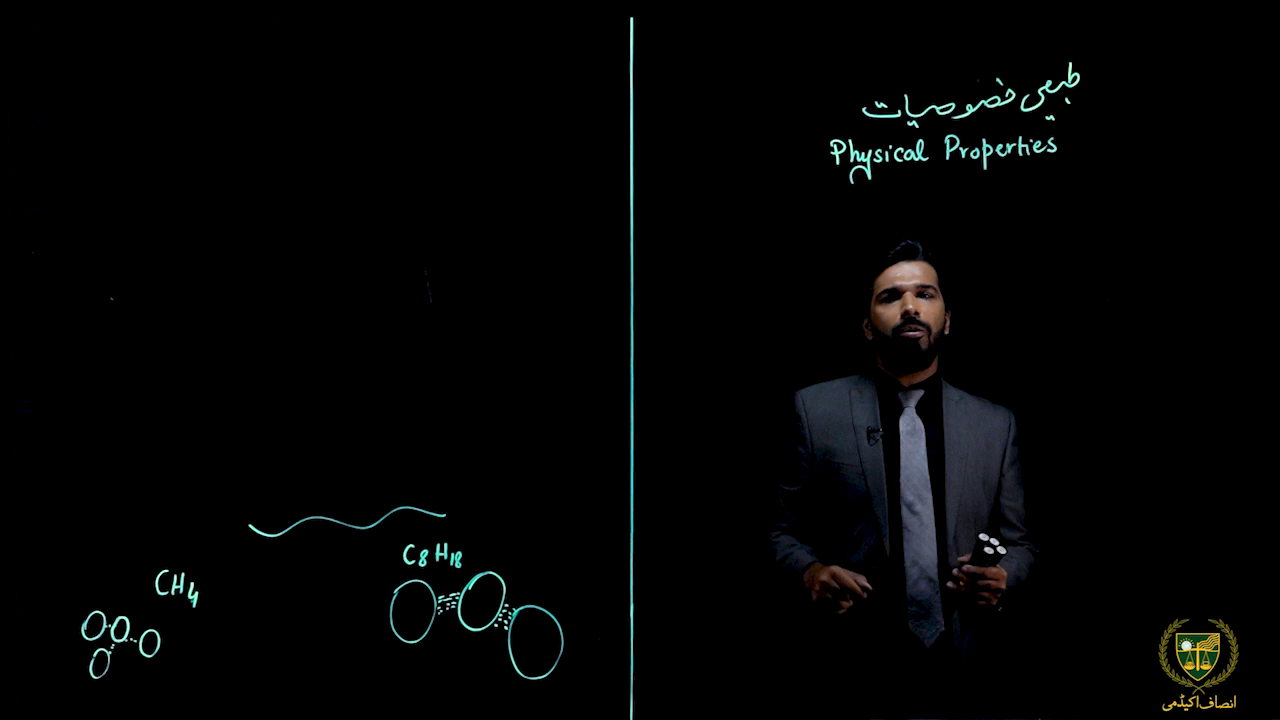 طبعی خصوصیات
Physical Properties
C8H18
CH4
انصاف اکیڈمی